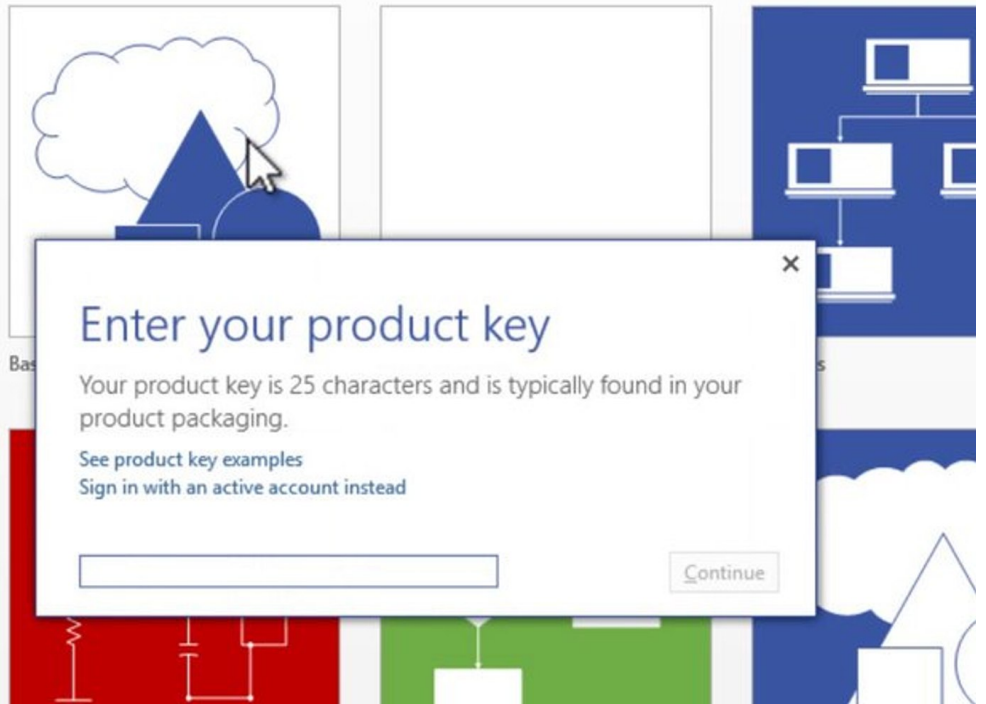 Enter your product key
Your product key is 25 characters and is typically found in your
product packaging.
See product key examples
Sign in with an active account instead
Continue